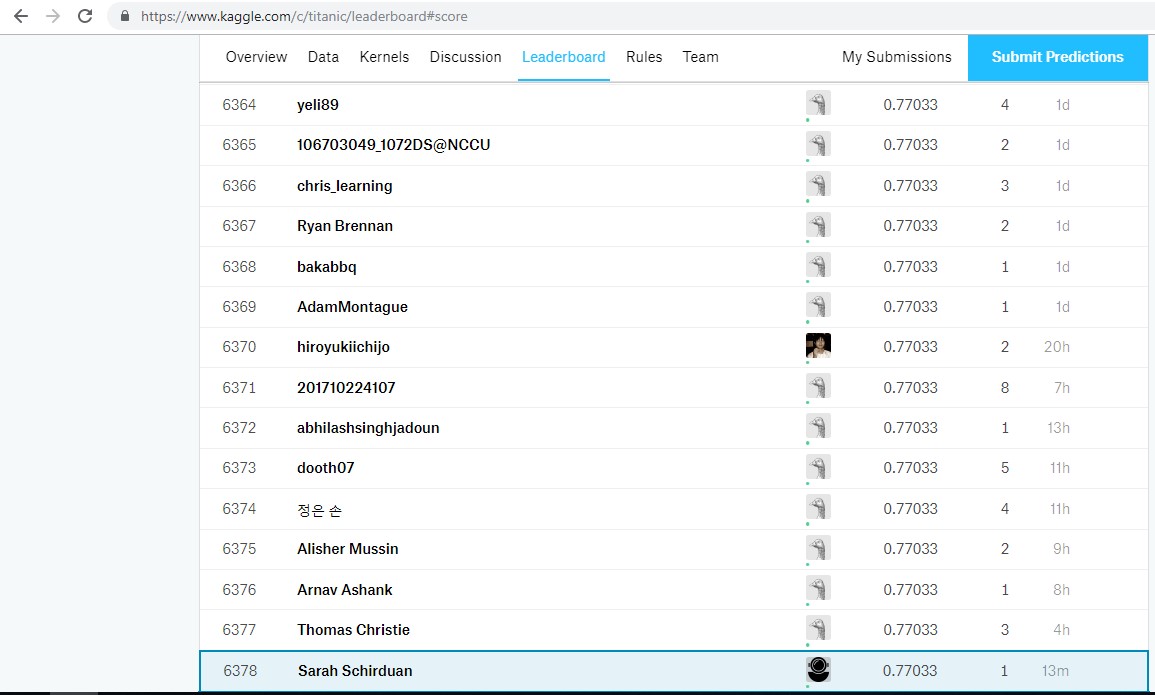 https://www.kaggle.com/c/titanic/leaderboard#score
Overview Data Kernels Discussion Leaderboard Rules Team My Submissions Submit Predictions
6364 yeli89 0.77033 4 1d
6365 106703049_1072DS@NCCU 0.77033 2 1d
6366 chris_learning 0.77033 3 1d
6367 Ryan Brennan 0.77033 2 1d
6368 bakabbq 0.77033 1 1d
6369 AdamMontague 0.77033 1 1d
6370 hiroyukiichijo 0.77033 2 20h
6371 201710224107 0.77033 8 7h
6372 abhilashsinghjadoun 0.77033 1 13h
6373 dooth07 0.77033 5 11h
6374 정은 손 0.77033 4 11h
6375 Alisher Mussin 0.77033 2 9h
6376 Arnav Ashank 0.77033 1 8h
6377 Thomas Christie 0.77033 3 4h
6378 Sarah Schirduan 0.77033 1 13m